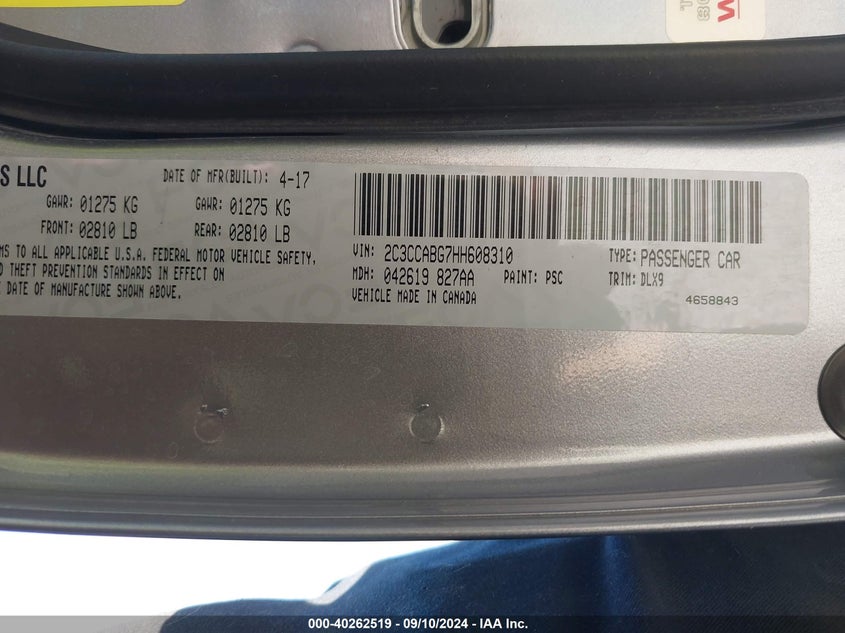 S LLC
DATE OF MFR(BUILT): 4-17
GAWR: 01275 KG GAWR: 01275 KG
FRONT: 02810 LB REAR: 02810 LB
MS TO ALL APPLICABLE U.S.A. FEDERAL MOTOR VEHICLE SAFETY,
D THEFT PREVENTION STANDARDS IN EFFECT ON
DATE OF MANUFACTURE SHOWN ABOVE.
VIN: 2C3CCABG7HH608310 TYPE: PASSENGER CAR
MDH: 042619 827AA PAINT: PSC TRIM: DLX9
VEHICLE MADE IN CANADA
4658843
000-40262519 - 09/10/2024 - IAA Inc.